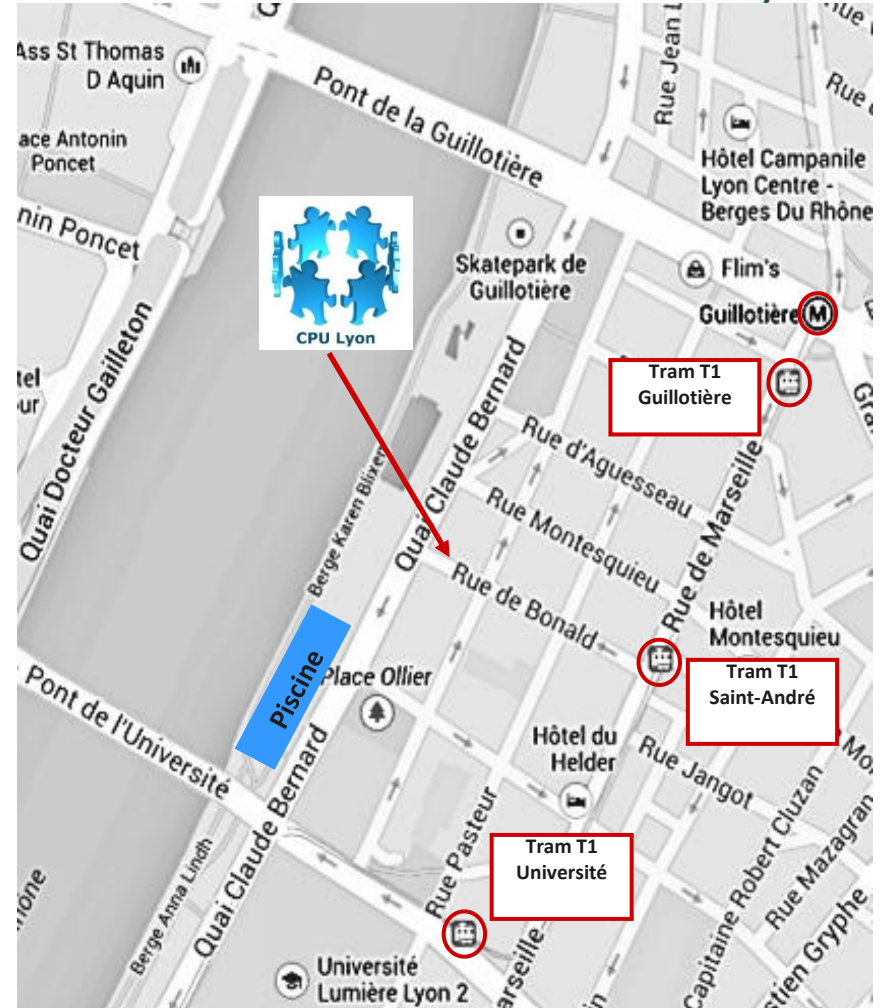 Ass St Thomas
D Aquin
Pont de la Guillotière
Rue Jean
Rue
Hôtel Campanile
Lyon Centre -
Berges Du Rhône
Antonin
Poncet
Poncet
CPU Lyon
Skatepark de
Guillotière
Flim's
Guillotière M
Tram T1
Guillotière
Quai Docteur Gailleton
Berge Karen Blixen
Quai Claude Bernard
Rue d'Aguesseau
Rue Montesquieu
Rue de Marseille
Rue de Bonald
Hôtel
Montesquieu
Tram T1
Saint-André
Piscine
Place Ollier
Pont de l'Université
Hôtel du
Helder
Rue Jangot
Rue Pasteur
Tram T1
Université
Capitaine Robert Cluzan
Rue Mazagran
Gryphe
Berge Anna Lindh
Quai Claude Bernard
Université
Lumière Lyon 2